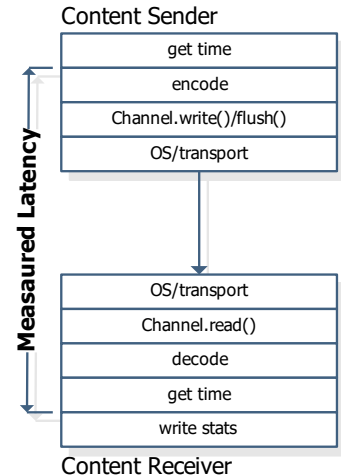 Content Sender
get time
encode
Channel.write()/flush()
OS/transport
Measaured Latency
OS/transport
Channel.read()
decode
get time
write stats
Content Receiver